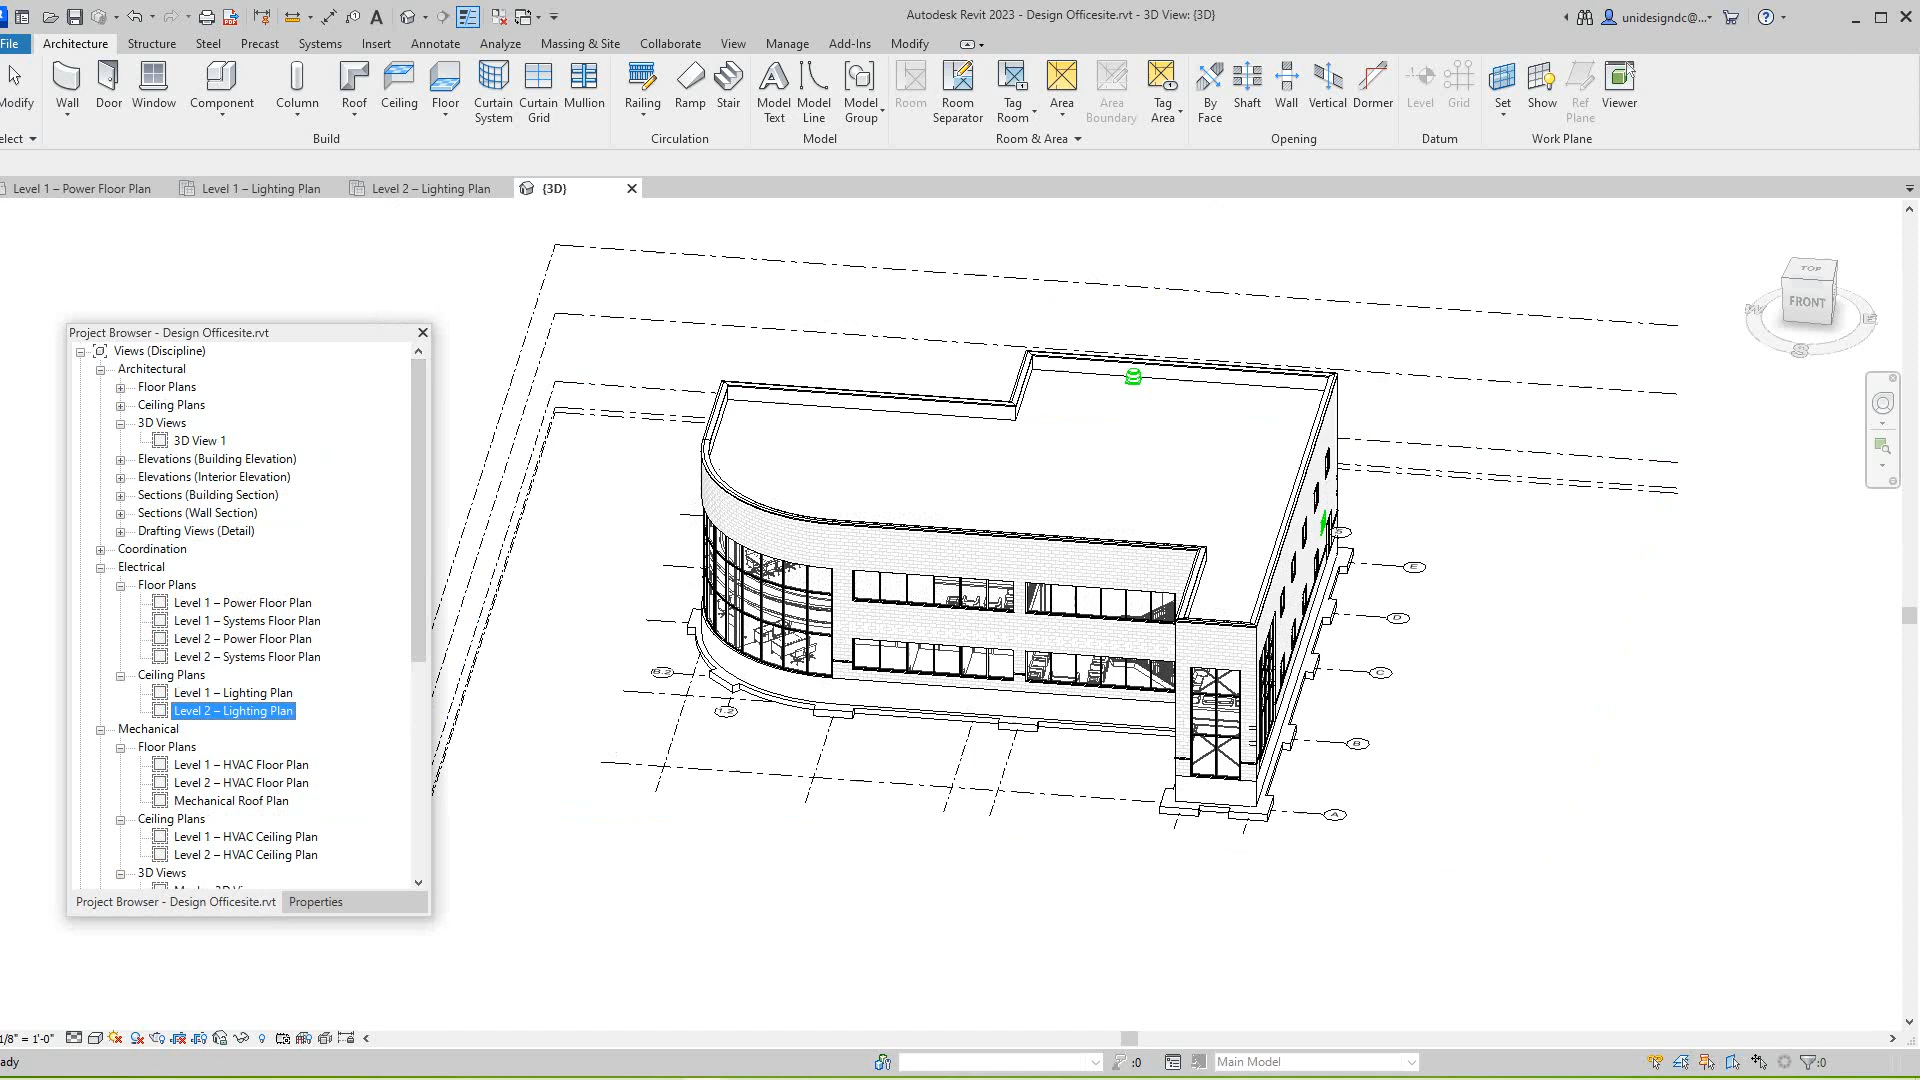 Autodesk Revit 2023 - Design Officesite.rvt - 3D View: {3D}
unidesigndc@...
File Architecture Structure Steel Precast Systems Insert Annotate Analyze Massing & Site Collaborate View Manage Add-Ins Modify
Modify Wall Door Window Component Column Roof Ceiling Floor Curtain System Curtain Grid Mullion Railing Ramp Stair Model Text Model Line Model Group Room Room Separator Tag Room Area Area Boundary Tag Area By Face Shaft Wall Vertical Dormer Level Grid Set Show Ref Plane Viewer
elect Build Circulation Model Room & Area Opening Datum Work Plane
Level 1 – Power Floor Plan Level 1 – Lighting Plan Level 2 – Lighting Plan {3D}
TOP
FRONT
Project Browser - Design Officesite.rvt
Views (Discipline)
Architectural
Floor Plans
Ceiling Plans
3D Views
3D View 1
Elevations (Building Elevation)
Elevations (Interior Elevation)
Sections (Building Section)
Sections (Wall Section)
Drafting Views (Detail)
Coordination
Electrical
Floor Plans
Level 1 – Power Floor Plan
Level 1 – Systems Floor Plan
Level 2 – Power Floor Plan
Level 2 – Systems Floor Plan
Ceiling Plans
Level 1 – Lighting Plan
Level 2 – Lighting Plan
Mechanical
Floor Plans
Level 1 – HVAC Floor Plan
Level 2 – HVAC Floor Plan
Mechanical Roof Plan
Ceiling Plans
Level 1 – HVAC Ceiling Plan
Level 2 – HVAC Ceiling Plan
3D Views
Project Browser - Design Officesite.rvt Properties
E
D
C
B
A
1/8" = 1'-0"
ady :0 Main Model :0